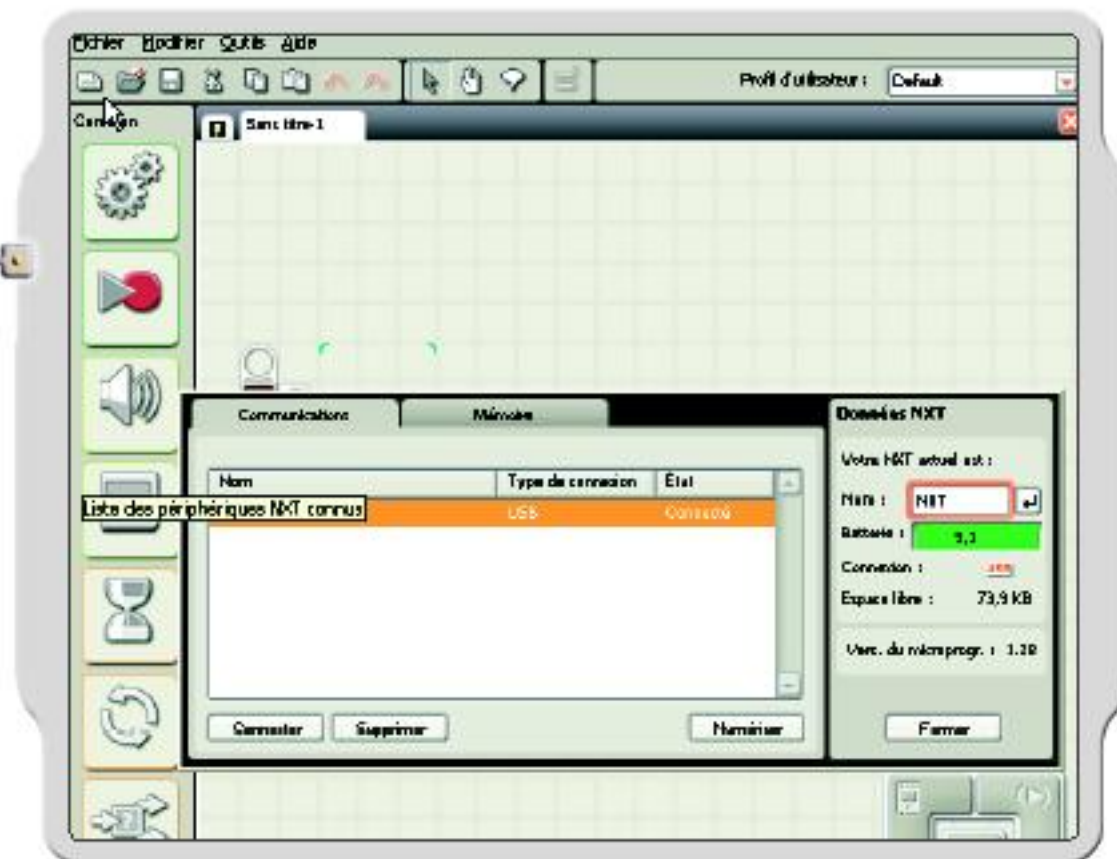 Fichier Modifier Outils Aide
Profil d'utilisateur : Default
Sans titre-1
Communications Mémoire
Nom Type de connexion État
USB Connecté
Liste des périphériques NXT connus
Connecter Supprimer Numériser
Données NXT
Votre NXT actuel est :
Nom : NXT
Batterie :
Connexion : USB
Espace libre : 73,9 KB
Vers. du microprogr. : 1.28
Fermer